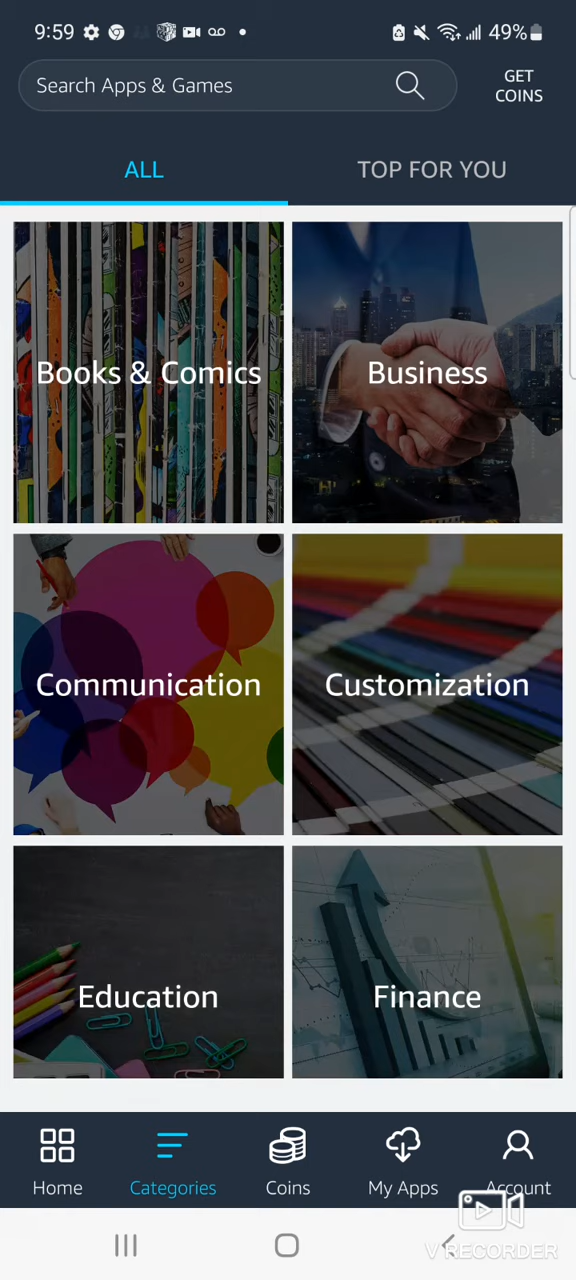 9:59
49%
Search Apps & Games
GET
COINS
ALL
TOP FOR YOU
Books & Comics
Business
Communication
Customization
Education
Finance
Home
Categories
Coins
My Apps
Account
V RECORDER